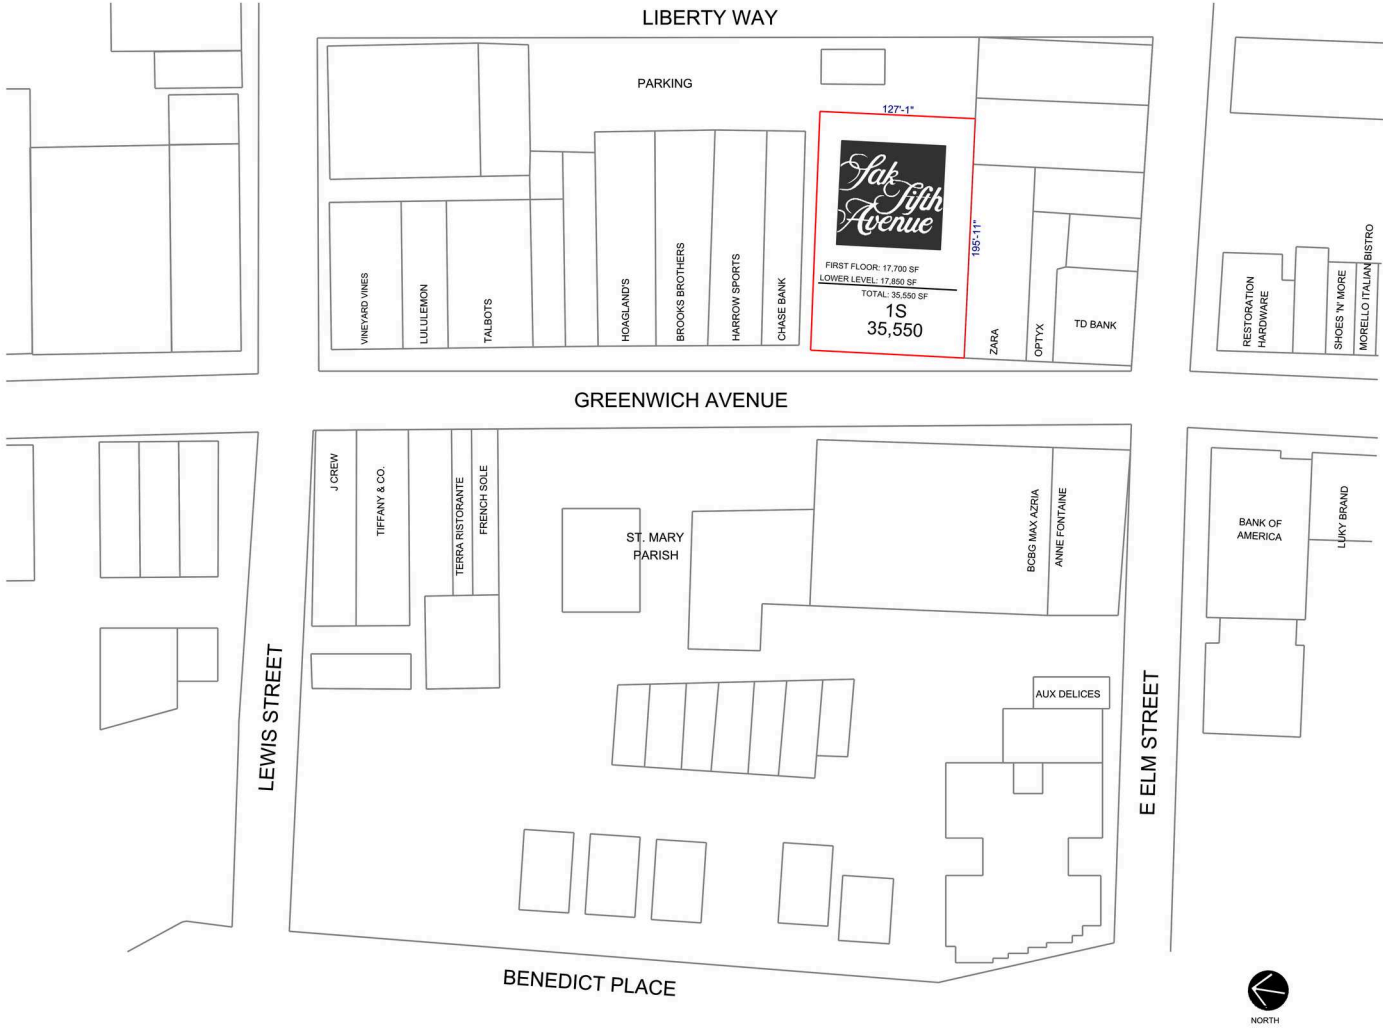 LIBERTY WAY
PARKING
127'-1"
Sak
Fifth
Avenue
195'-11"
FIRST FLOOR: 17,700 SF
LOWER LEVEL: 17,850 SF
TOTAL: 35,550 SF
1S
35,550
VINEYARD VINES
LULULEMON
TALBOTS
HOAGLAND'S
BROOKS BROTHERS
HARROW SPORTS
CHASE BANK
ZARA
OPTYX
TD BANK
RESTORATION
HARDWARE
SHOES 'N' MORE
MORELLO ITALIAN BISTRO
GREENWICH AVENUE
J CREW
TIFFANY & CO.
TERRA RISTORANTE
FRENCH SOLE
ST. MARY
PARISH
BCBG MAX AZRIA
ANNE FONTAINE
BANK OF
AMERICA
LUKY BRAND
LEWIS STREET
AUX DELICES
E ELM STREET
BENEDICT PLACE
NORTH